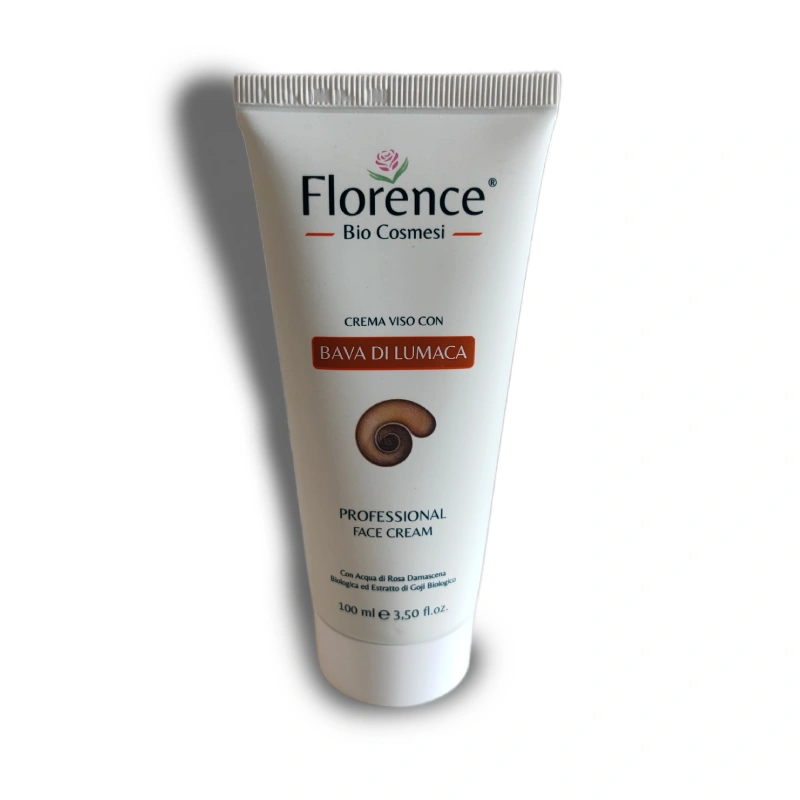 Florence®
Bio Cosmesi
CREMA VISO CON
BAVA DI LUMACA
PROFESSIONAL
FACE CREAM
Con Acqua di Rosa Damascena
Biologica ed Estratto di Goji Biologico
100 ml ℮ 3,50 fl.oz.